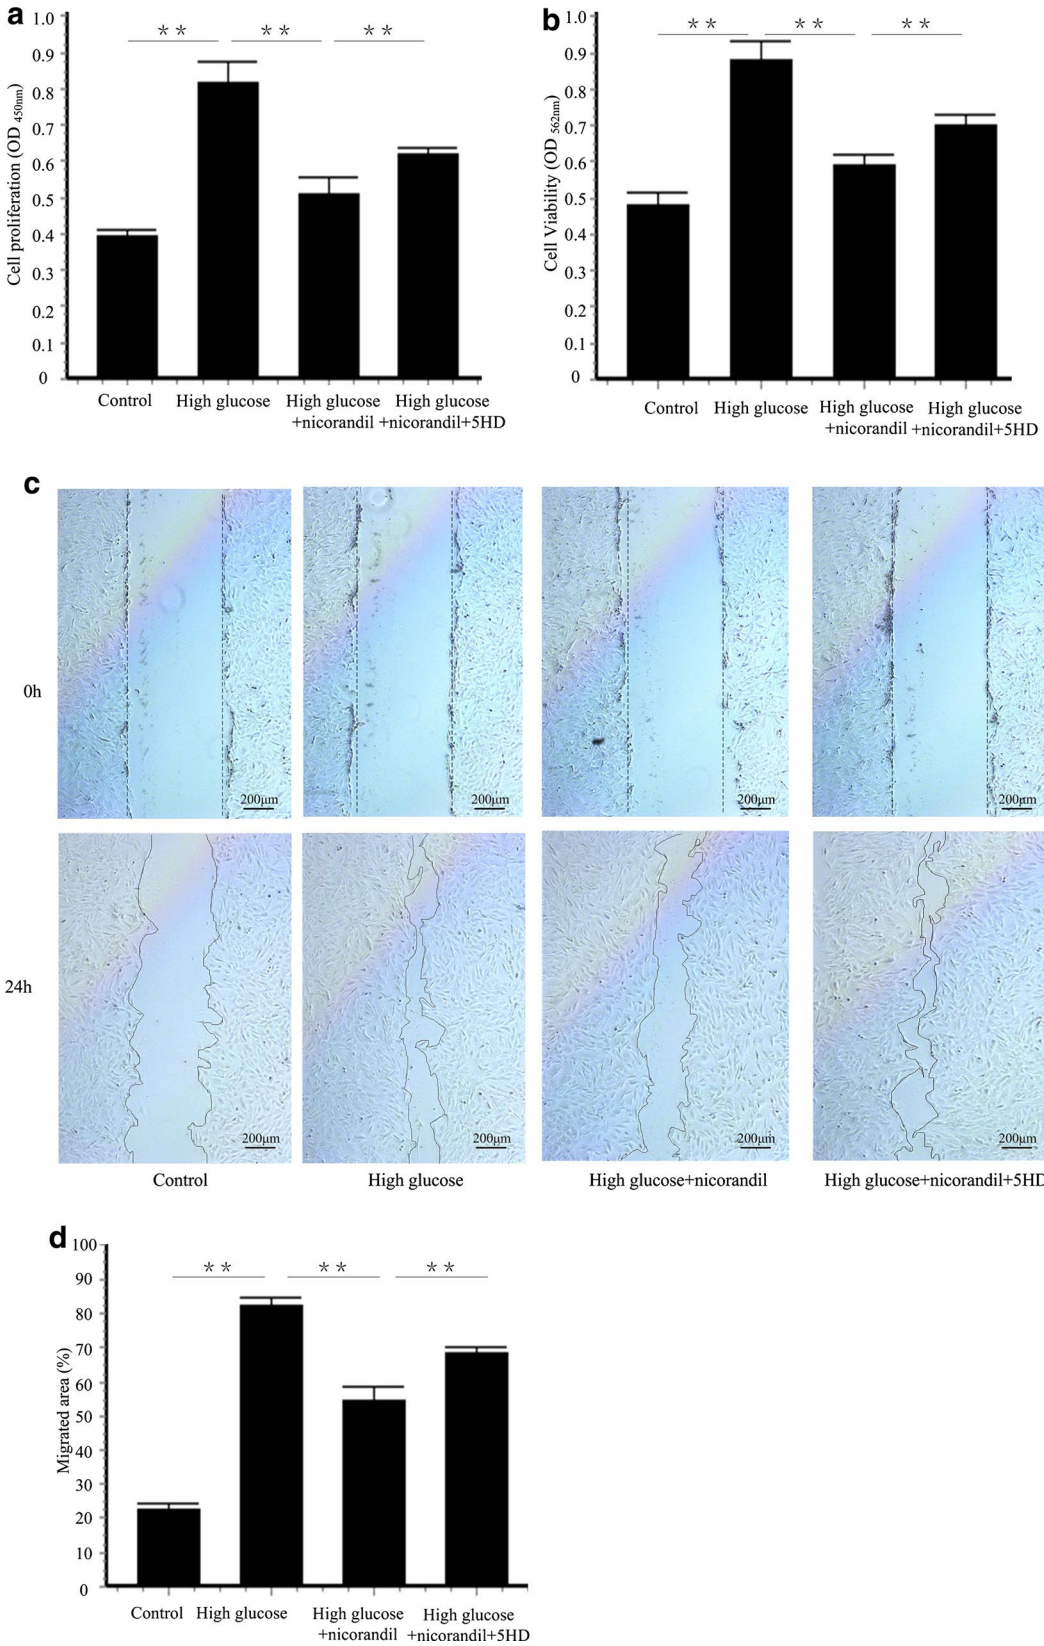 a
* *
* *
* *
Cell proliferation (OD 450nm)
1.0
0.9
0.8
0.7
0.6
0.5
0.4
0.3
0.2
0.1
0
Control
High glucose
High glucose
+nicorandil
High glucose
+nicorandil+5HD
b
* *
* *
* *
Cell Viability (OD 562nm)
1.0
0.9
0.8
0.7
0.6
0.5
0.4
0.3
0.2
0.1
0
Control
High glucose
High glucose
+nicorandil
High glucose
+nicorandil+5HD
c
0h
200μm
200μm
200μm
200μm
24h
200μm
200μm
200μm
200μm
Control
High glucose
High glucose+nicorandil
High glucose+nicorandil+5HD
d
* *
* *
* *
Migrated area (%)
100
90
80
70
60
50
40
30
20
10
0
Control
High glucose
High glucose
+nicorandil
High glucose
+nicorandil+5HD